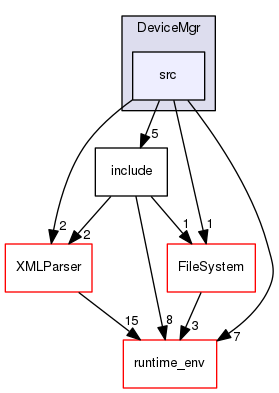 DeviceMgr
src
5
include
1
1
2
2
XMLParser
FileSystem
15
8
3
7
runtime_env